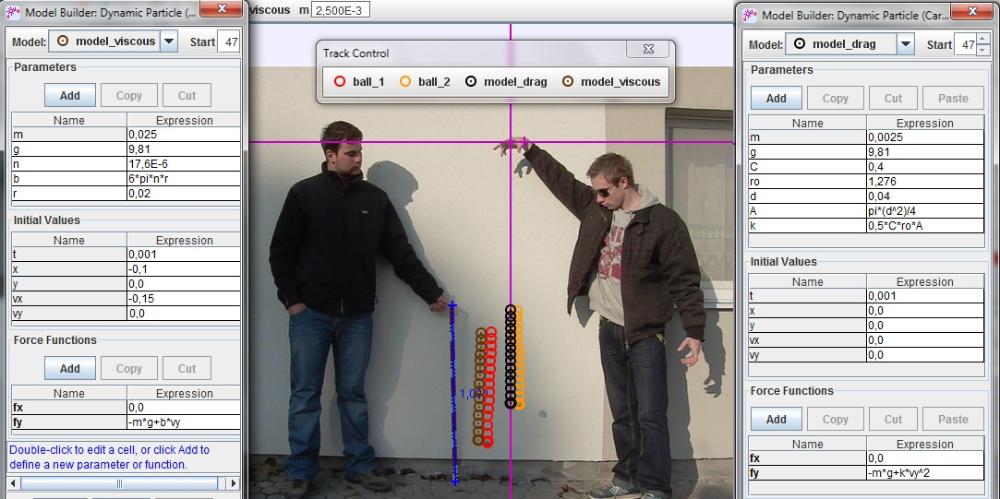 Model Builder: Dynamic Particle (...
Model: model_viscous Start 47
Parameters
Add Copy Cut
Name Expression
m 0,025
g 9,81
n 17,6E-6
b 6*pi*n*r
r 0,02
Initial Values
Name Expression
t 0,001
x -0,1
y 0,0
vx -0,15
vy 0,0
Force Functions
Add Copy Cut
Name Expression
fx 0,0
fy -m*g+b*vy
Double-click to edit a cell, or click Add to
define a new parameter or function.
viscous m 2,500E-3
Track Control
ball_1 ball_2 model_drag model_viscous
Model Builder: Dynamic Particle (Car...
Model: model_drag Start 47
Parameters
Add Copy Cut Paste
Name Expression
m 0,0025
g 9,81
C 0,4
ro 1,276
d 0,04
A pi*(d^2)/4
k 0,5*C*ro*A
Initial Values
Name Expression
t 0,001
x 0,0
y 0,0
vx 0,0
vy 0,0
Force Functions
Add Copy Cut Paste
Name Expression
fx 0,0
fy -m*g+k*vy^2